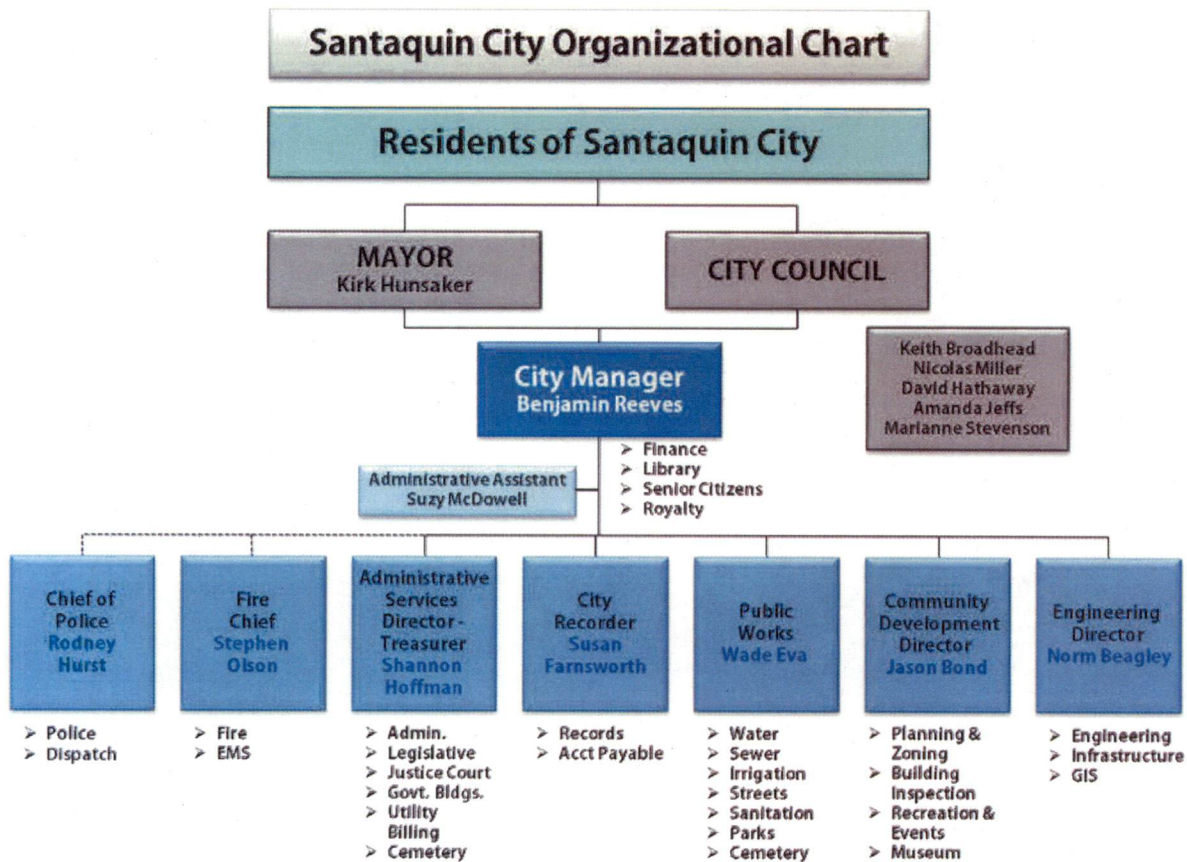 Santaquin City Organizational Chart
Residents of Santaquin City
MAYOR
Kirk Hunsaker
CITY COUNCIL
Keith Broadhead
Nicolas Miller
David Hathaway
Amanda Jeffs
Marianne Stevenson
City Manager
Benjamin Reeves
➢ Finance
➢ Library
➢ Senior Citizens
➢ Royalty
Administrative Assistant
Suzy McDowell
Chief of
Police
Rodney
Hurst
➢ Police
➢ Dispatch
Fire
Chief
Stephen
Olson
➢ Fire
➢ EMS
Administrative
Services
Director -
Treasurer
Shannon
Hoffman
➢ Admin.
➢ Legislative
➢ Justice Court
➢ Govt. Bldgs.
➢ Utility
Billing
➢ Cemetery
City
Recorder
Susan
Farnsworth
➢ Records
➢ Acct Payable
Public
Works
Wade Eva
➢ Water
➢ Sewer
➢ Irrigation
➢ Streets
➢ Sanitation
➢ Parks
➢ Cemetery
Community
Development
Director
Jason Bond
➢ Planning &
Zoning
➢ Building
Inspection
➢ Recreation &
Events
➢ Museum
Engineering
Director
Norm Beagley
➢ Engineering
➢ Infrastructure
➢ GIS